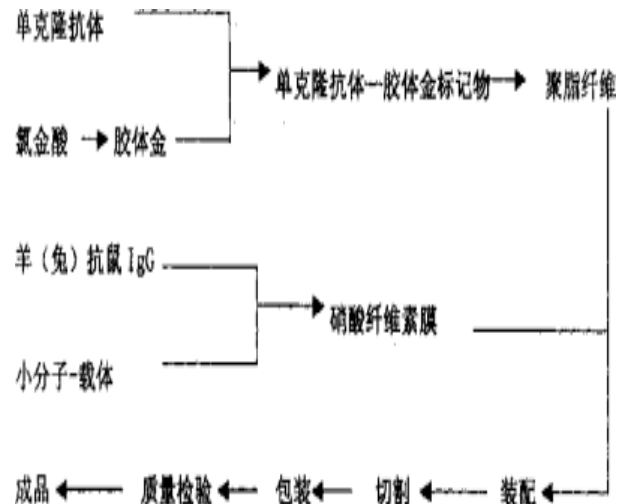 单克隆抗体
单克隆抗体—胶体金标记物 聚脂纤维
氯金酸 胶体金
羊（兔）抗鼠 IgG
硝酸纤维素膜
小分子-载体
成品 质量检验 包装 切割 装配